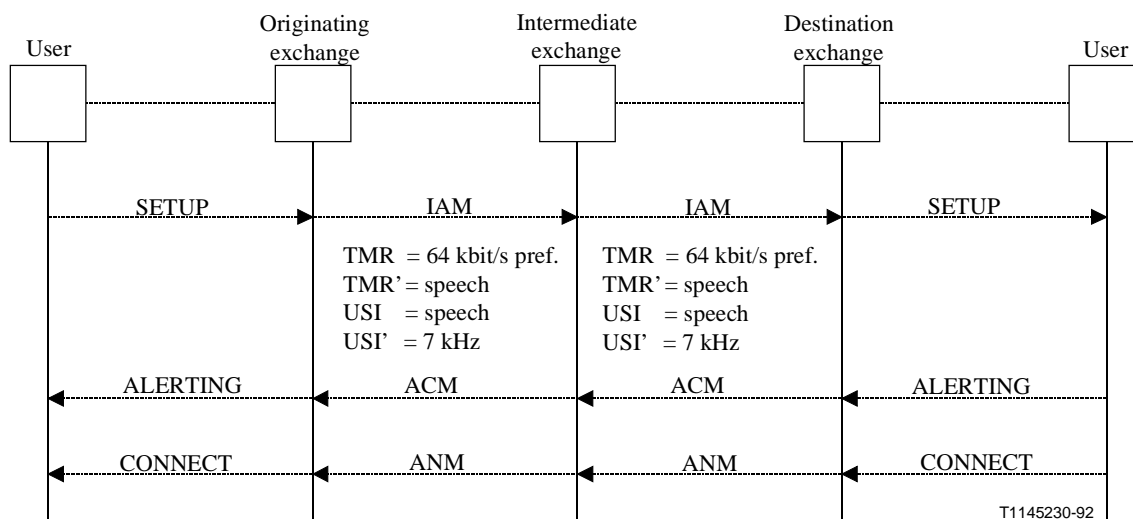 User
Originating
exchange
Intermediate
exchange
Destination
exchange
User
SETUP
IAM
IAM
SETUP
TMR = 64 kbit/s pref.
TMR’ = speech
USI = speech
USI’ = 7 kHz
TMR = 64 kbit/s pref.
TMR’ = speech
USI = speech
USI’ = 7 kHz
ALERTING
ACM
ACM
ALERTING
CONNECT
ANM
ANM
CONNECT
T1145230-92